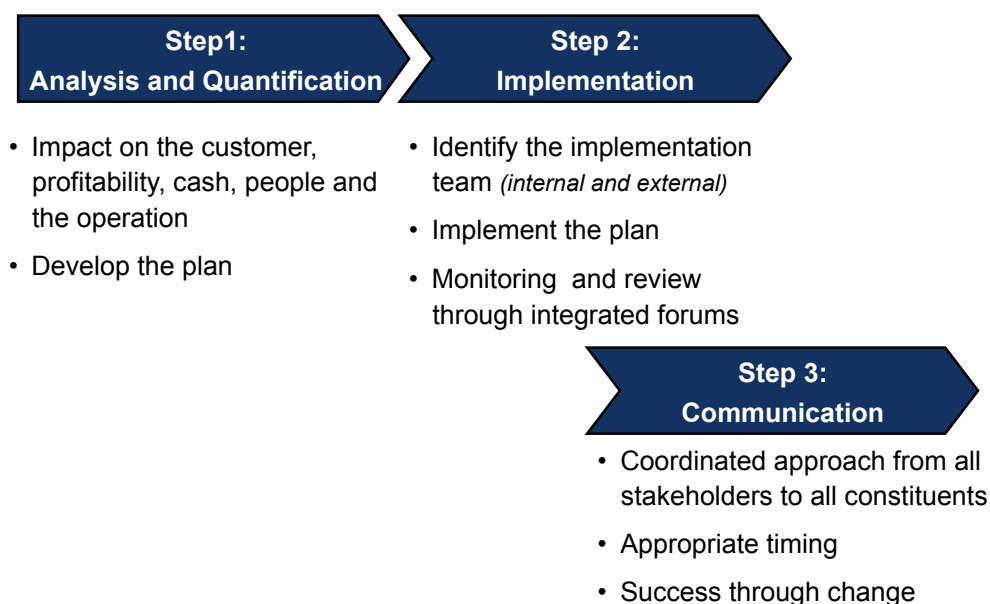 Step1:
Analysis and Quantification
• Impact on the customer,
profitability, cash, people and
the operation
• Develop the plan
Step 2:
Implementation
• Identify the implementation
team (internal and external)
• Implement the plan
• Monitoring  and review
through integrated forums
Step 3:
Communication
• Coordinated approach from all
stakeholders to all constituents
• Appropriate timing
• Success through change